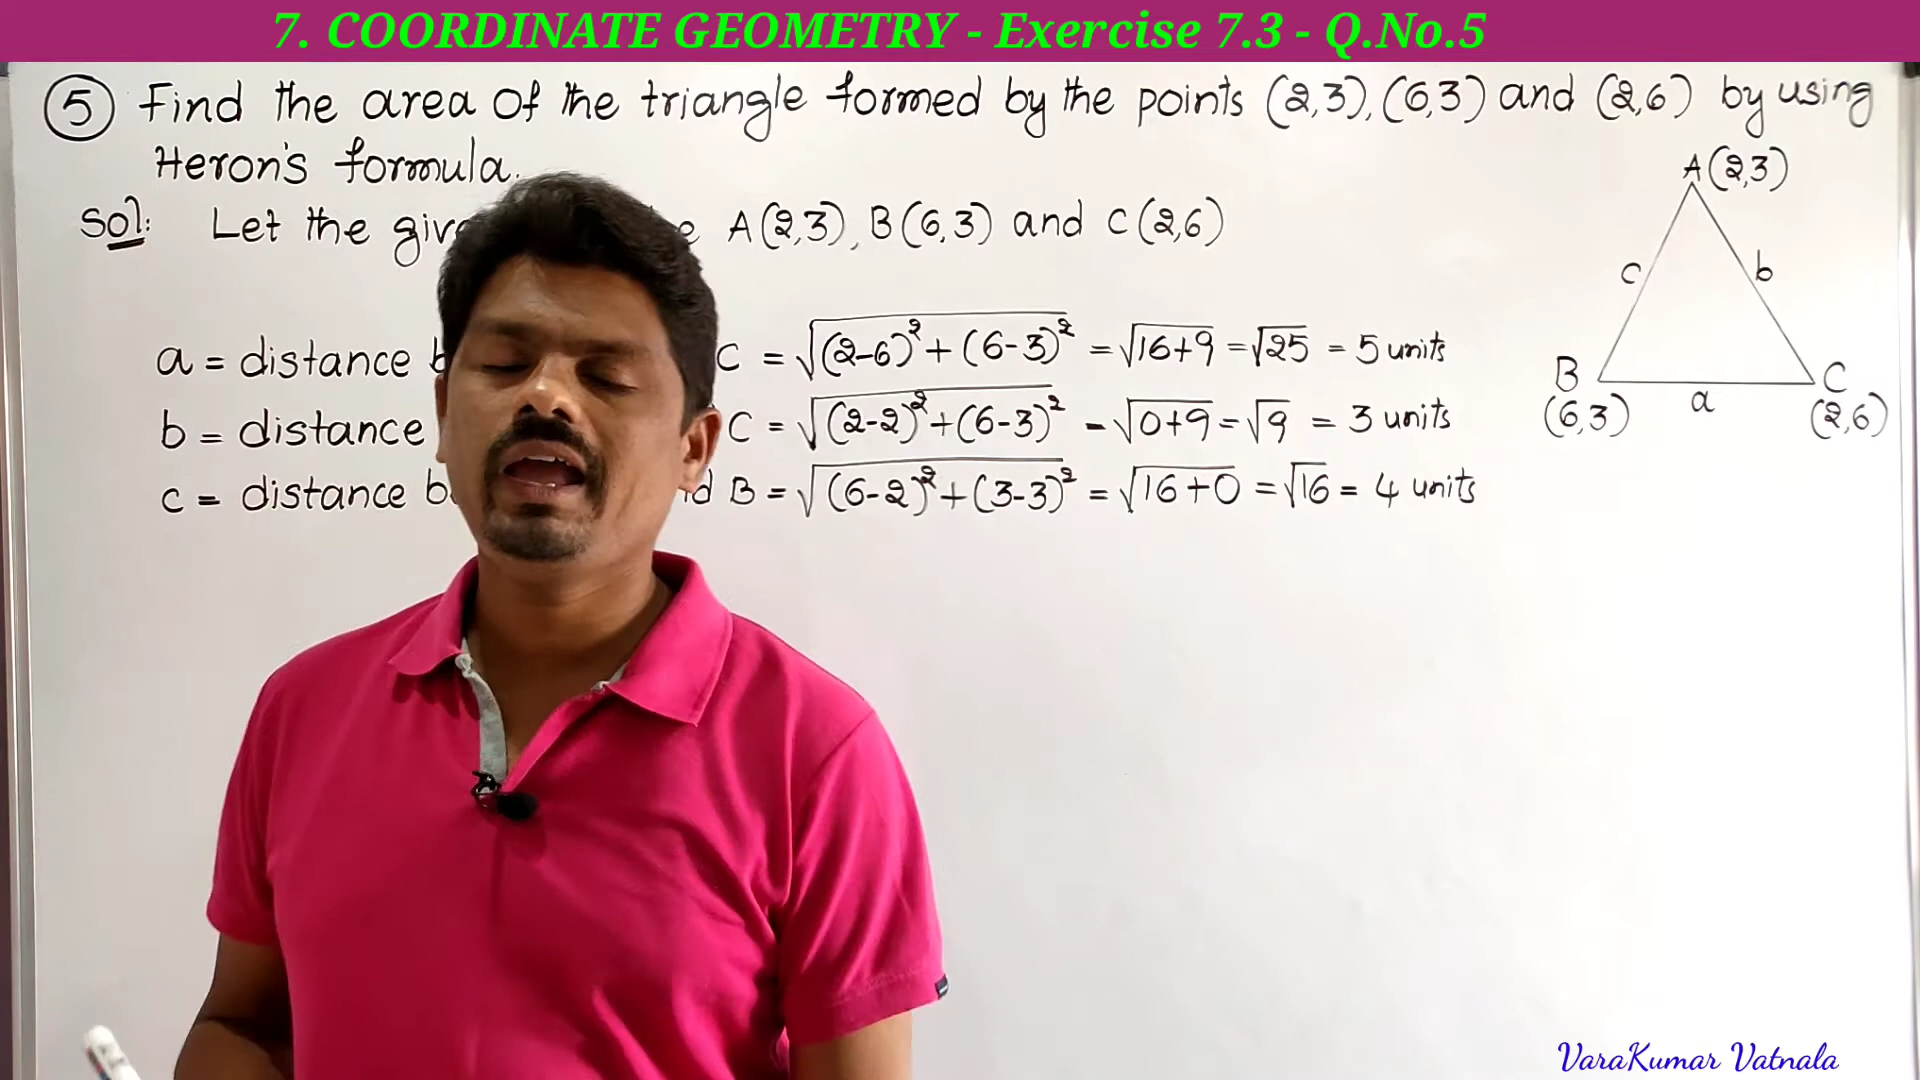 7. COORDINATE GEOMETRY - Exercise 7.3 - Q.No.5
5 Find the area of the triangle formed by the points (2,3), (6,3) and (2,6) by using
Heron's formula.
Sol: Let the A(2,3), B(6,3) and C(2,6)
a = distance C = √(2-6)²+(6-3)² = √16+9 = √25 = 5 units
b = distance C = √(2-2)²+(6-3)² - √0+9 = √9 = 3 units
c = distance B = √(6-2)²+(3-3)² = √16+0 = √16 = 4 units
A(2,3)
c b
B C
(6,3) a (2,6)
VaraKumar Vatnala